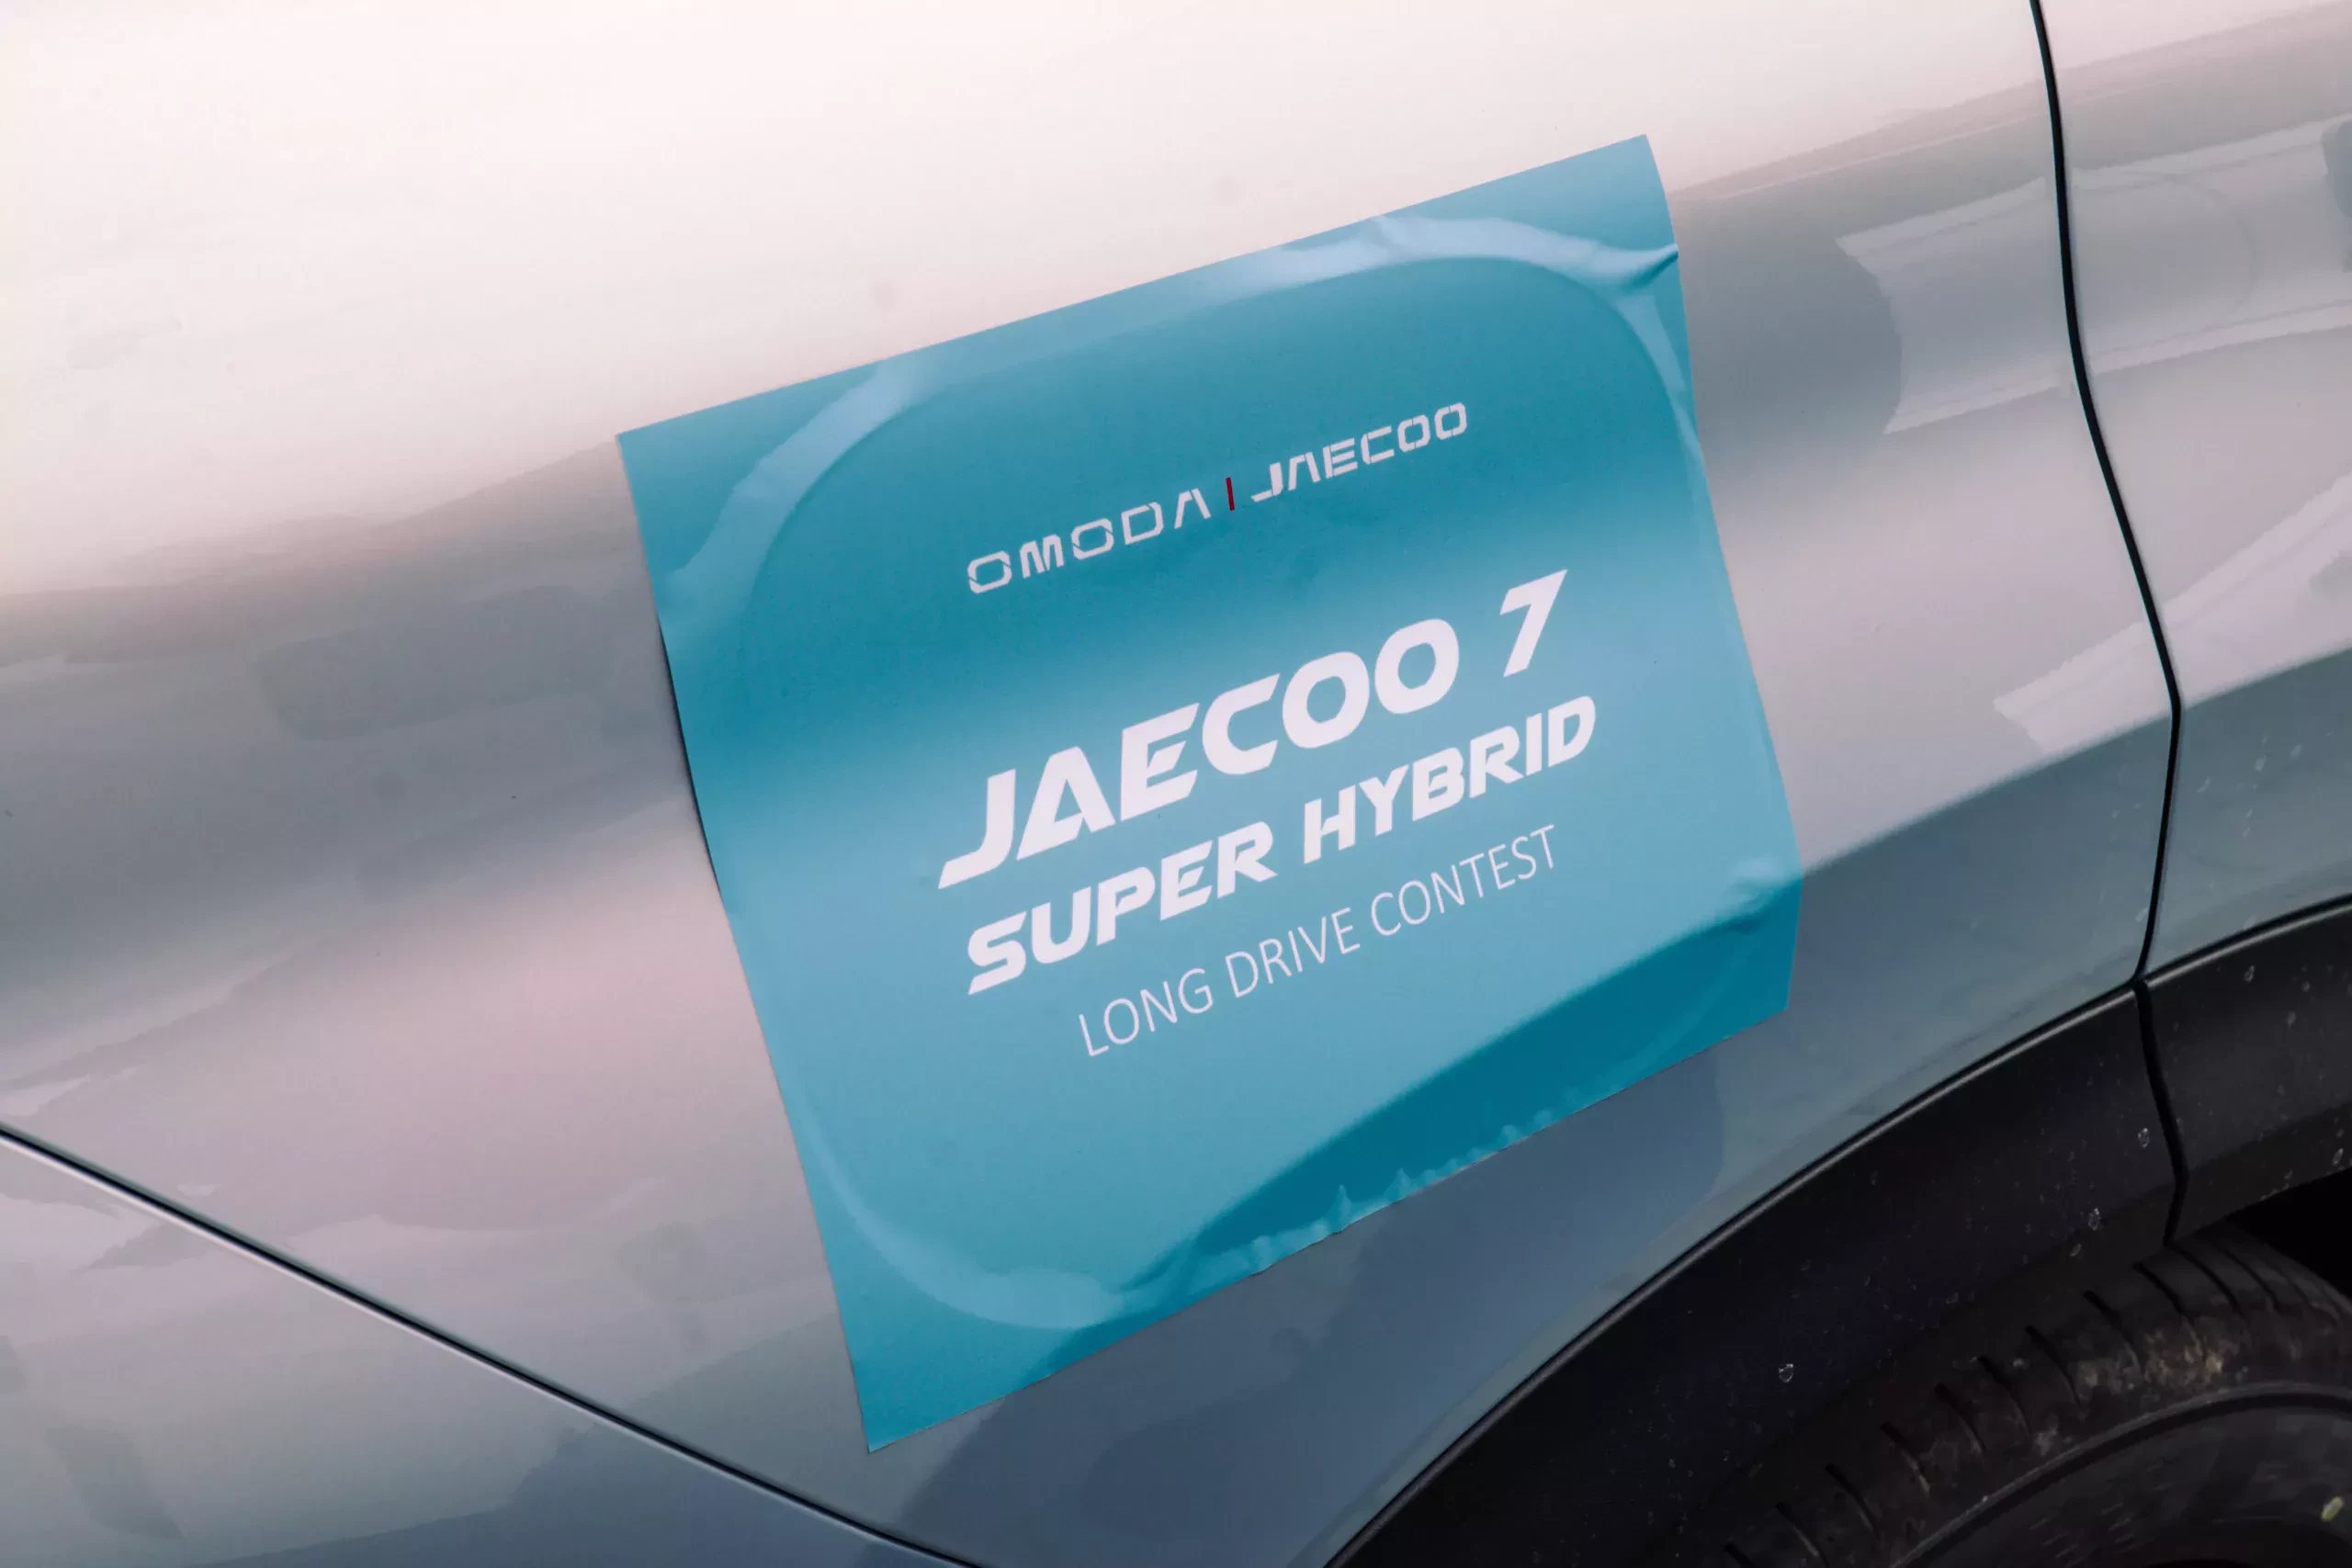 OMODA | JAECOO
JAECOO 7
SUPER HYBRID
LONG DRIVE CONTEST